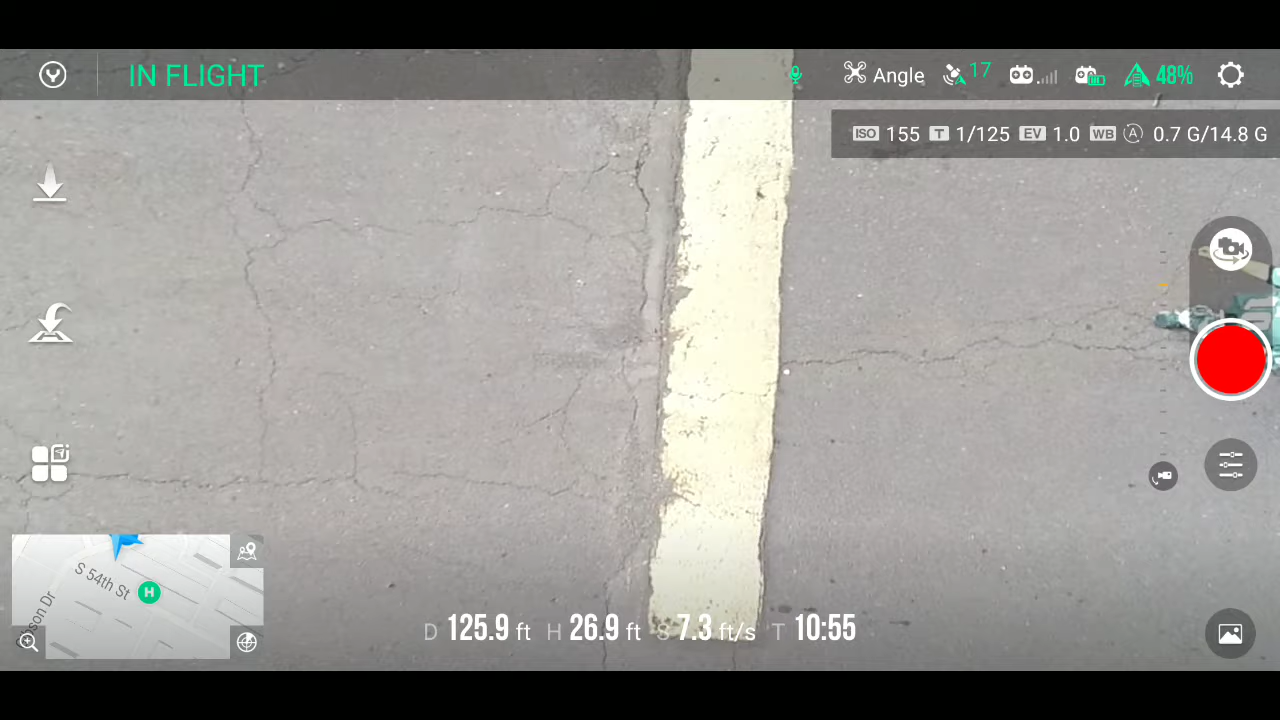 IN FLIGHT
Angle 17 48%
ISO 155 T 1/125 EV 1.0 WB A 0.7 G/14.8 G
S 54th St
H
D 125.9 ft H 26.9 ft S 7.3 ft/s T 10:55